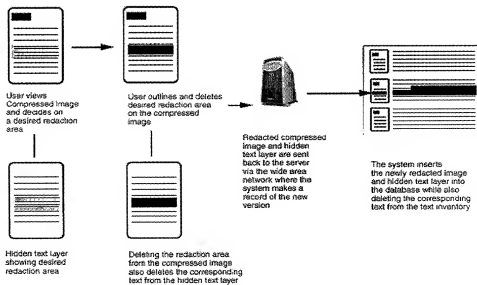 User views
Compressed Image
and decides on
a desired redaction
area
User outlines and deletes
desired redaction area
on the compressed
image
Redacted compressed
image and hidden
text layer are sent
back to the server
via the wide area
network where the
system makes a
record of the new
version
The system inserts
the newly redacted image
and hidden text layer into
the database while also
deleting the corresponding
text from the text inventory
Hidden text layer
showing desired
redaction area
Deleting the redaction area
from the compressed image
also deletes the corresponding
text from the hidden text layer